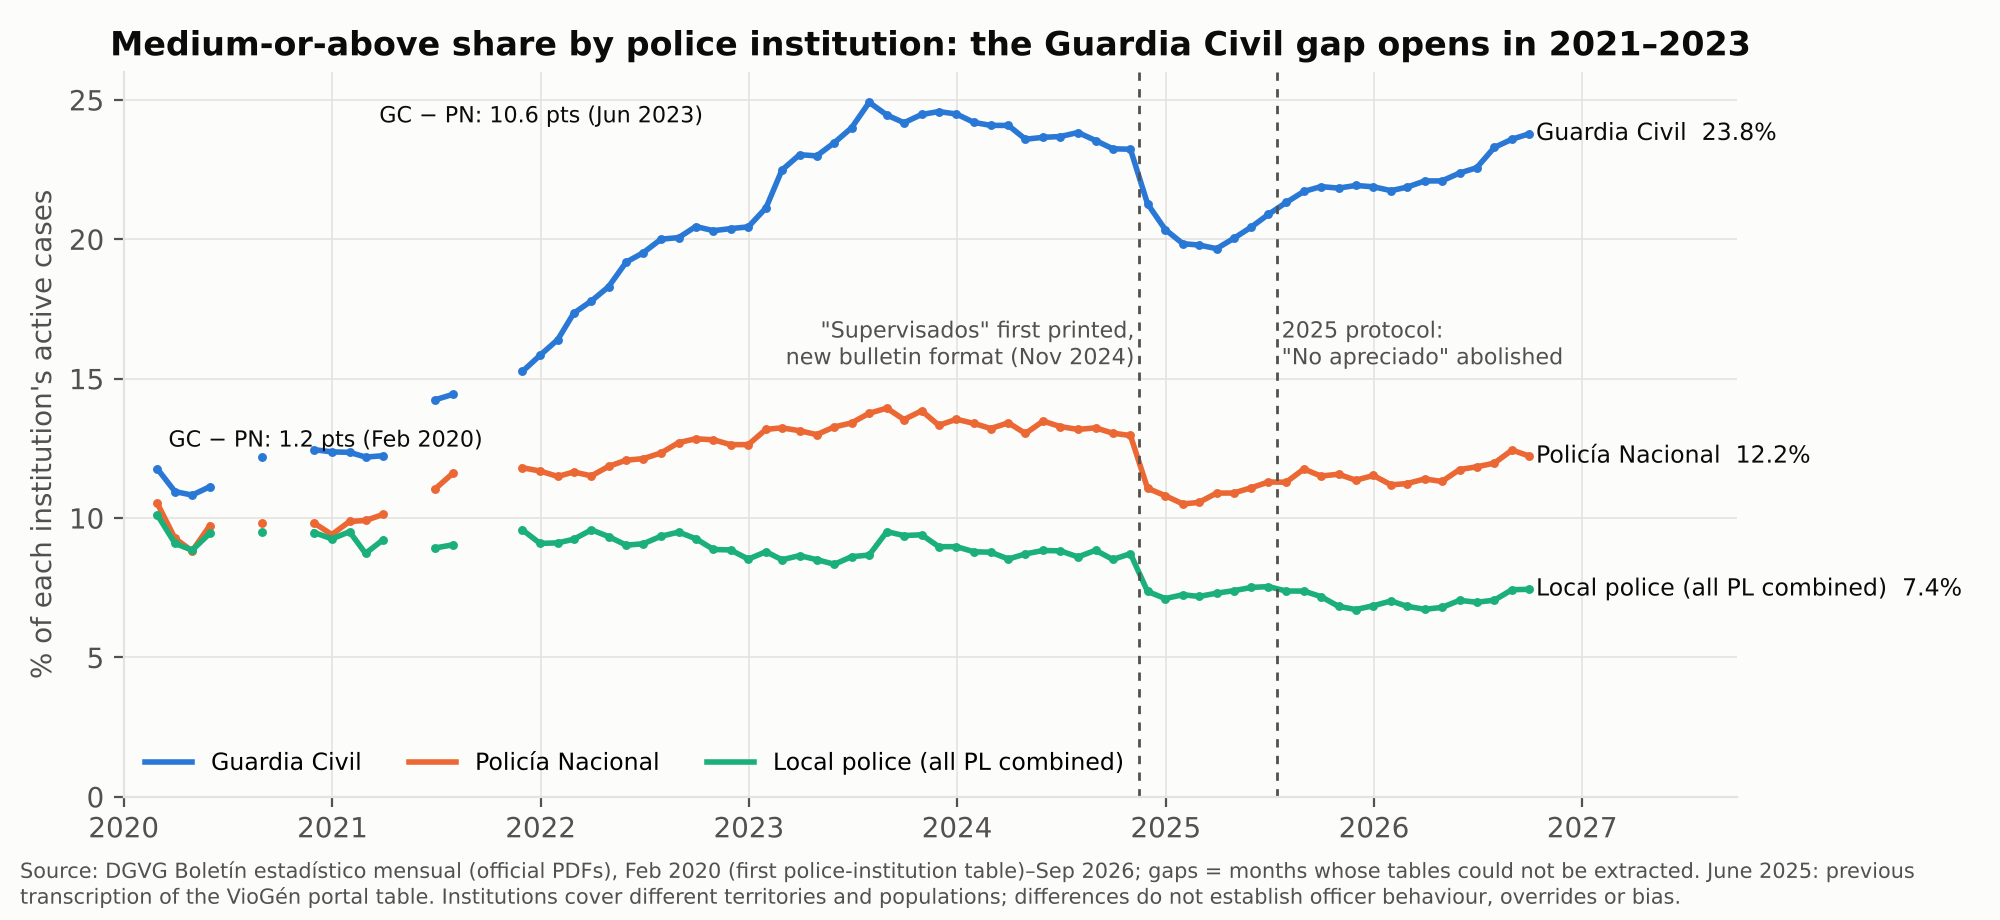 Medium-or-above share by police institution: the Guardia Civil gap opens in 2021–2023
% of each institution's active cases
25
20
15
10
5
0
GC − PN: 10.6 pts (Jun 2023)
GC − PN: 1.2 pts (Feb 2020)
"Supervisados" first printed,
new bulletin format (Nov 2024)
2025 protocol:
"No apreciado" abolished
Guardia Civil  23.8%
Policía Nacional  12.2%
Local police (all PL combined)  7.4%
Guardia Civil
Policía Nacional
Local police (all PL combined)
2020
2021
2022
2023
2024
2025
2026
2027
Source: DGVG Boletín estadístico mensual (official PDFs), Feb 2020 (first police-institution table)–Sep 2026; gaps = months whose tables could not be extracted. June 2025: previous
transcription of the VioGén portal table. Institutions cover different territories and populations; differences do not establish officer behaviour, overrides or bias.